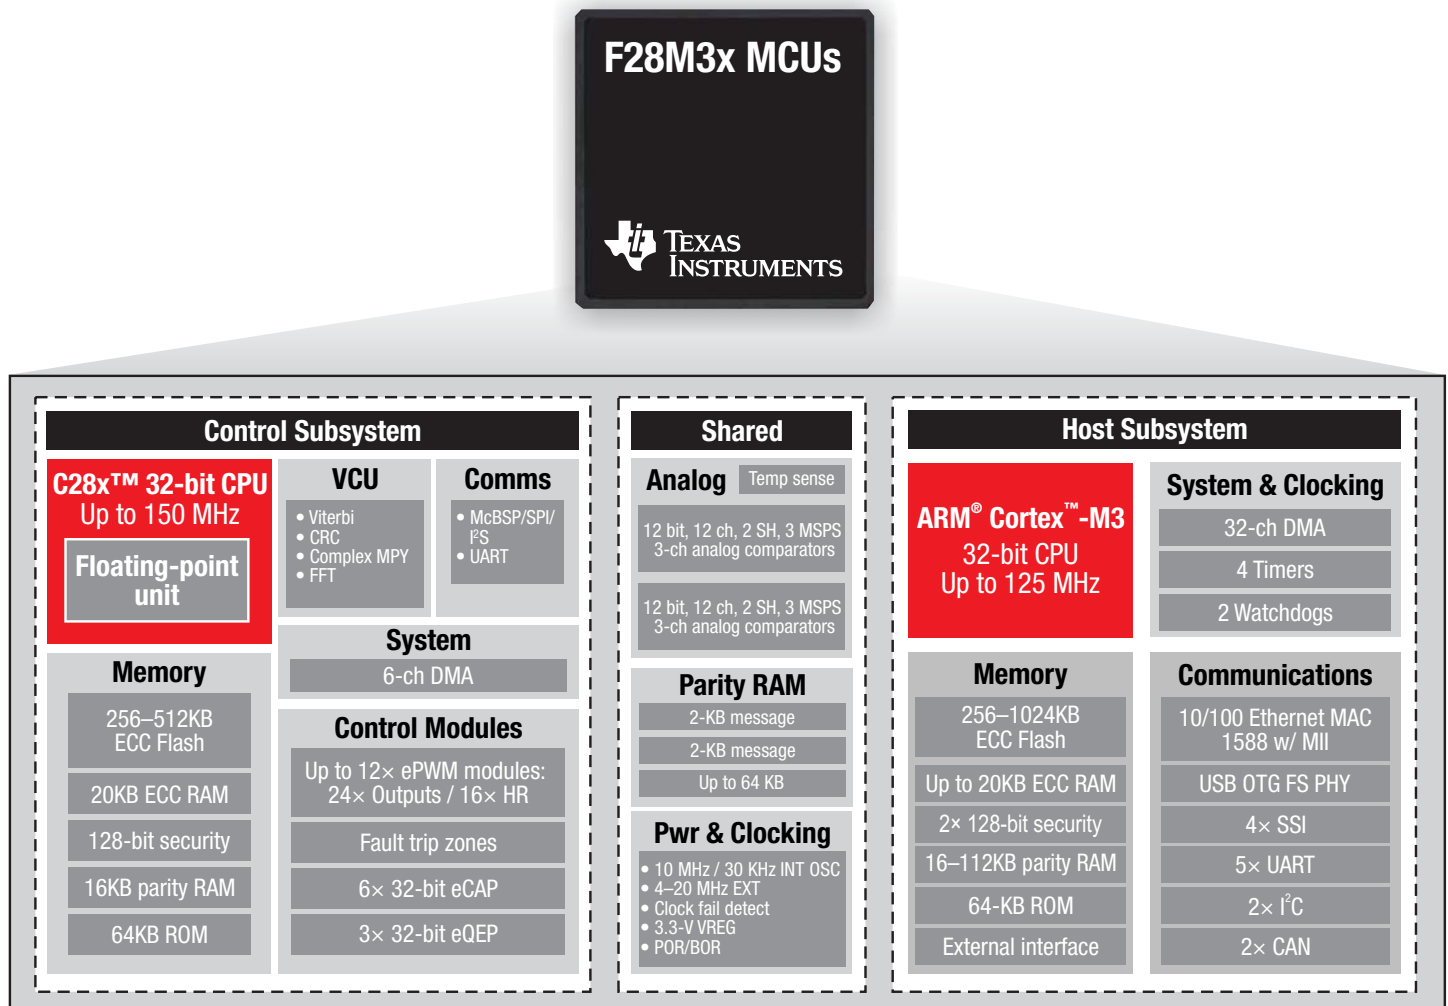 F28M3x MCUs
TEXAS
INSTRUMENTS
Control Subsystem
C28x™ 32-bit CPU
Up to 150 MHz
Floating-point
unit
VCU
• Viterbi
• CRC
• Complex MPY
• FFT
Comms
• McBSP/SPI/
I²S
• UART
System
6-ch DMA
Memory
256–512KB
ECC Flash
20KB ECC RAM
128-bit security
16KB parity RAM
64KB ROM
Control Modules
Up to 12× ePWM modules:
24× Outputs / 16× HR
Fault trip zones
6× 32-bit eCAP
3× 32-bit eQEP
Shared
Analog
Temp sense
12 bit, 12 ch, 2 SH, 3 MSPS
3-ch analog comparators
12 bit, 12 ch, 2 SH, 3 MSPS
3-ch analog comparators
Parity RAM
2-KB message
2-KB message
Up to 64 KB
Pwr & Clocking
• 10 MHz / 30 KHz INT OSC
• 4–20 MHz EXT
• Clock fail detect
• 3.3-V VREG
• POR/BOR
Host Subsystem
ARM® Cortex™-M3
32-bit CPU
Up to 125 MHz
System & Clocking
32-ch DMA
4 Timers
2 Watchdogs
Memory
256–1024KB
ECC Flash
Up to 20KB ECC RAM
2× 128-bit security
16–112KB parity RAM
64-KB ROM
External interface
Communications
10/100 Ethernet MAC
1588 w/ MII
USB OTG FS PHY
4× SSI
5× UART
2× I²C
2× CAN